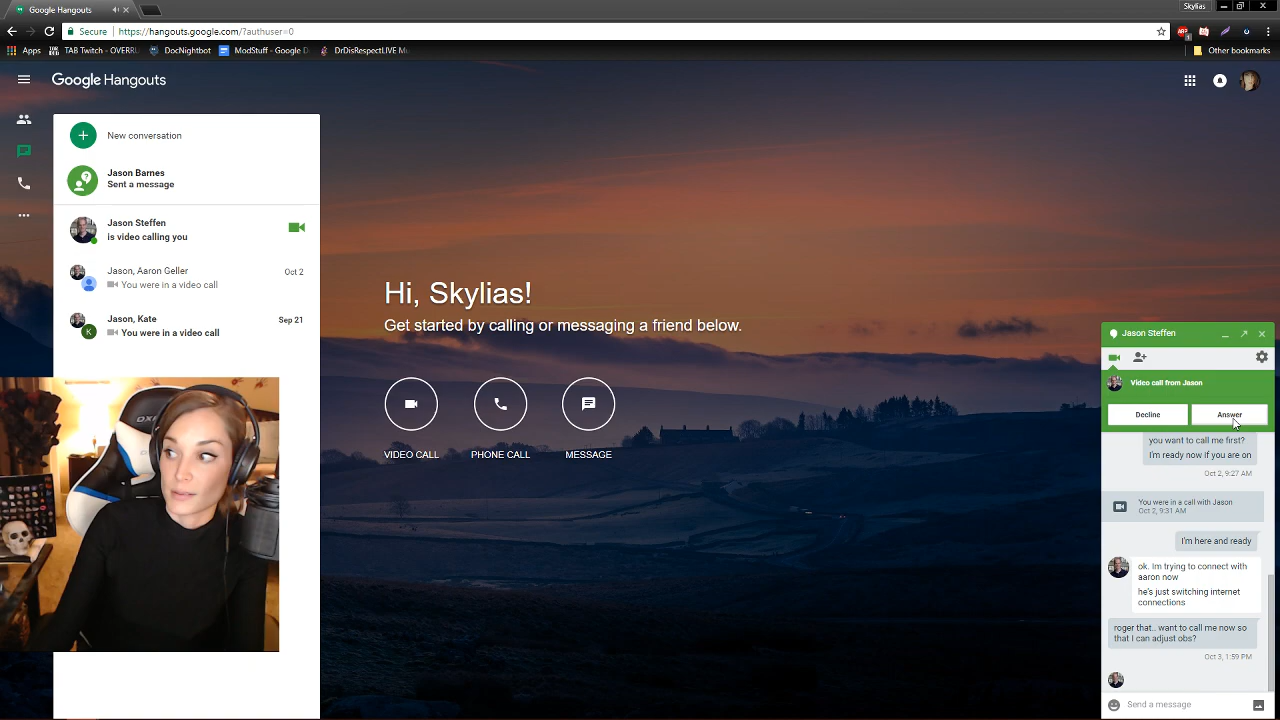 Google Hangouts
Skylias
Secure
https://hangouts.google.com/?authuser=0
Apps
TAB Twitch - OVERRU
DocNightbot
ModStuff - Google D
DrDisRespectLIVE Mo
Other bookmarks
Google Hangouts
New conversation
Jason Barnes
Sent a message
Jason Steffen
is video calling you
Jason, Aaron Geller
Oct 2
You were in a video call
Jason, Kate
Sep 21
K
You were in a video call
Hi, Skylias!
Get started by calling or messaging a friend below.
VIDEO CALL
PHONE CALL
MESSAGE
Jason Steffen
Video call from Jason
Decline
Answer
you want to call me first?
I'm ready now If you are on
Oct 2, 9:27 AM
You were in a call with Jason
Oct 2, 9:31 AM
I'm here and ready
ok. Im trying to connect with
aaron now
he's just switching internet
connections
roger that.. want to call me now so
that I can adjust obs?
Oct 3, 1:59 PM
Send a message